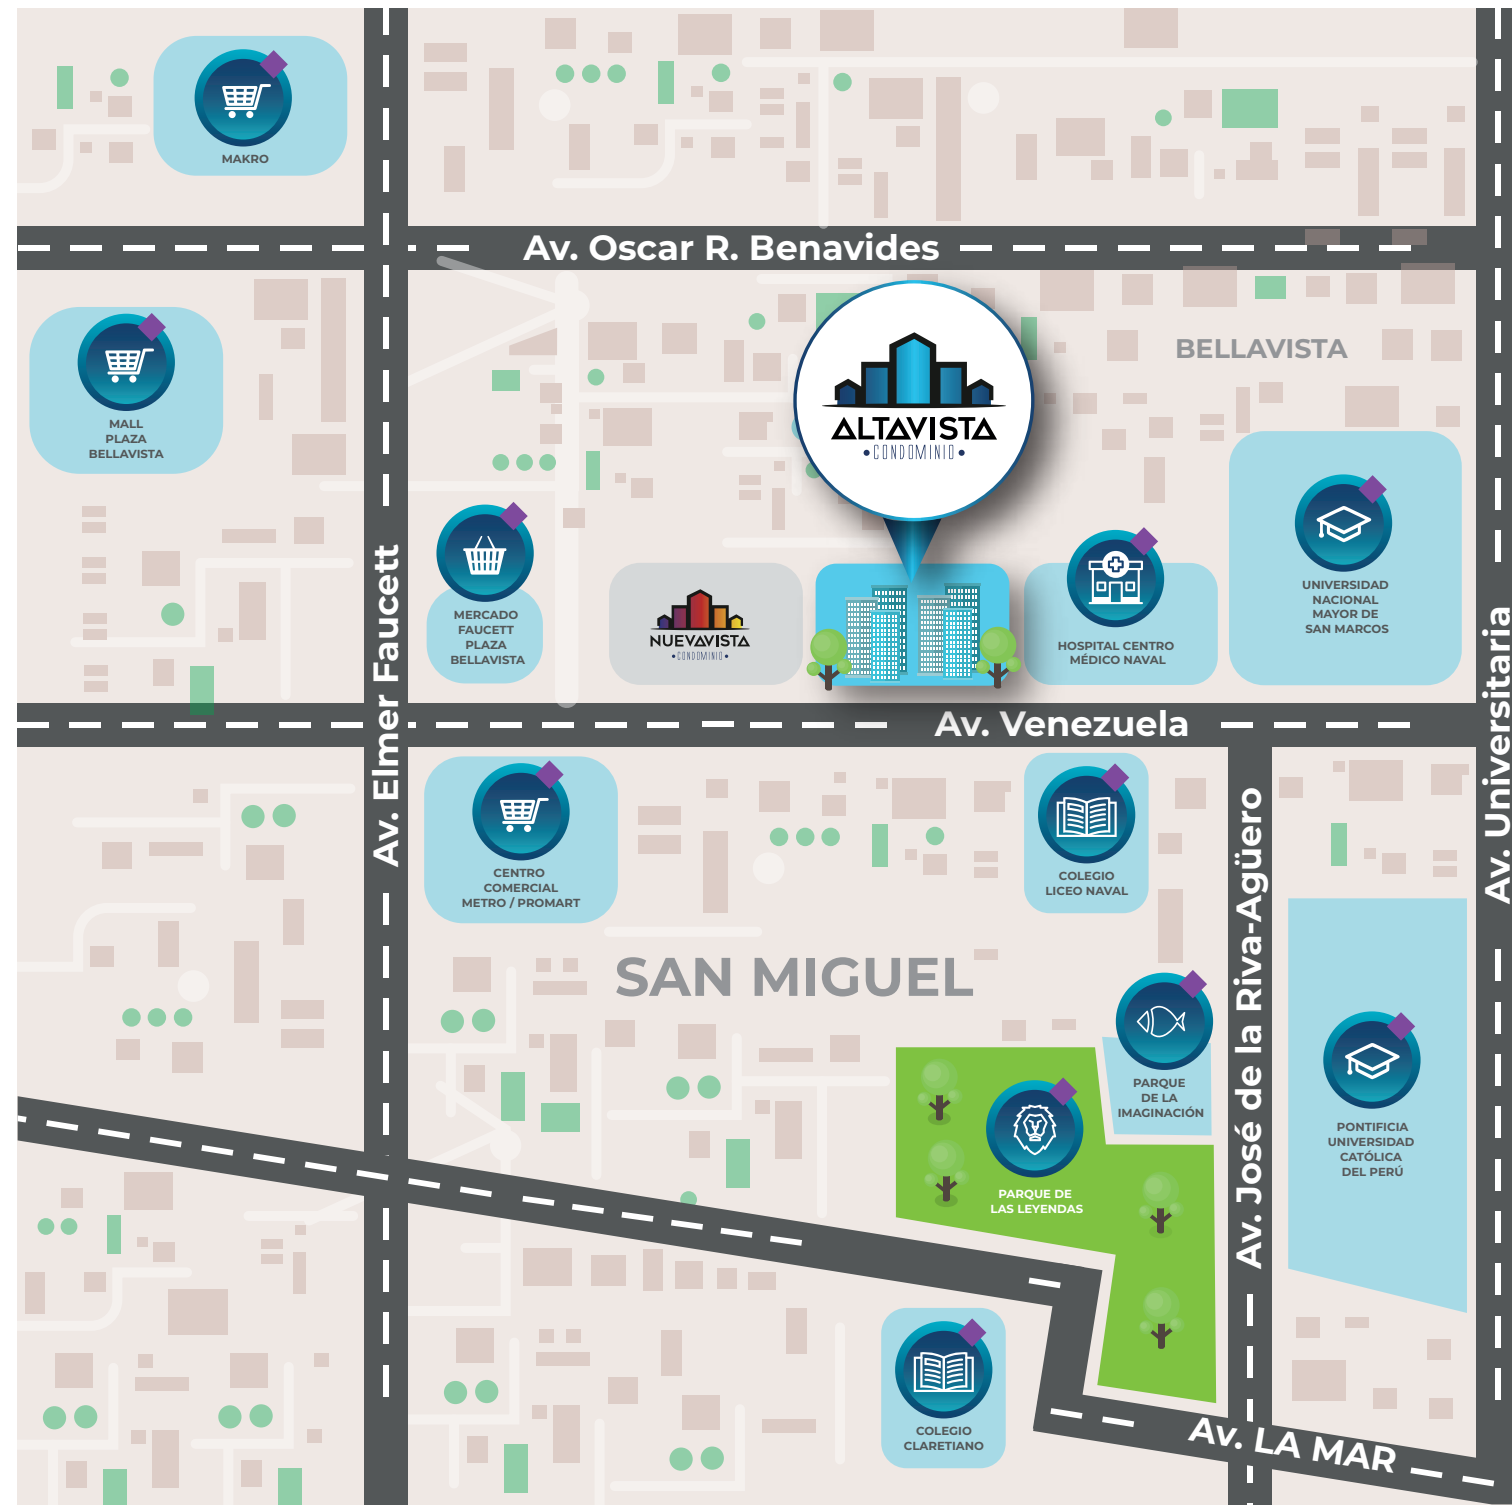 MAKRO
Av. Oscar R. Benavides
BELLAVISTA
MALL
PLAZA
BELLAVISTA
ALTAVISTA
• CONDOMINIO •
Av. Elmer Faucett
MERCADO
FAUCETT
PLAZA
BELLAVISTA
NUEVAVISTA
• CONDOMINIO •
HOSPITAL CENTRO
MÉDICO NAVAL
UNIVERSIDAD
NACIONAL
MAYOR DE
SAN MARCOS
Av. Universitaria
Av. Venezuela
CENTRO
COMERCIAL
METRO / PROMART
COLEGIO
LICEO NAVAL
Av. José de la Riva-Agüero
SAN MIGUEL
PARQUE
DE LA
IMAGINACIÓN
PONTIFICIA
UNIVERSIDAD
CATÓLICA
DEL PERÚ
PARQUE DE
LAS LEYENDAS
COLEGIO
CLARETIANO
Av. LA MAR